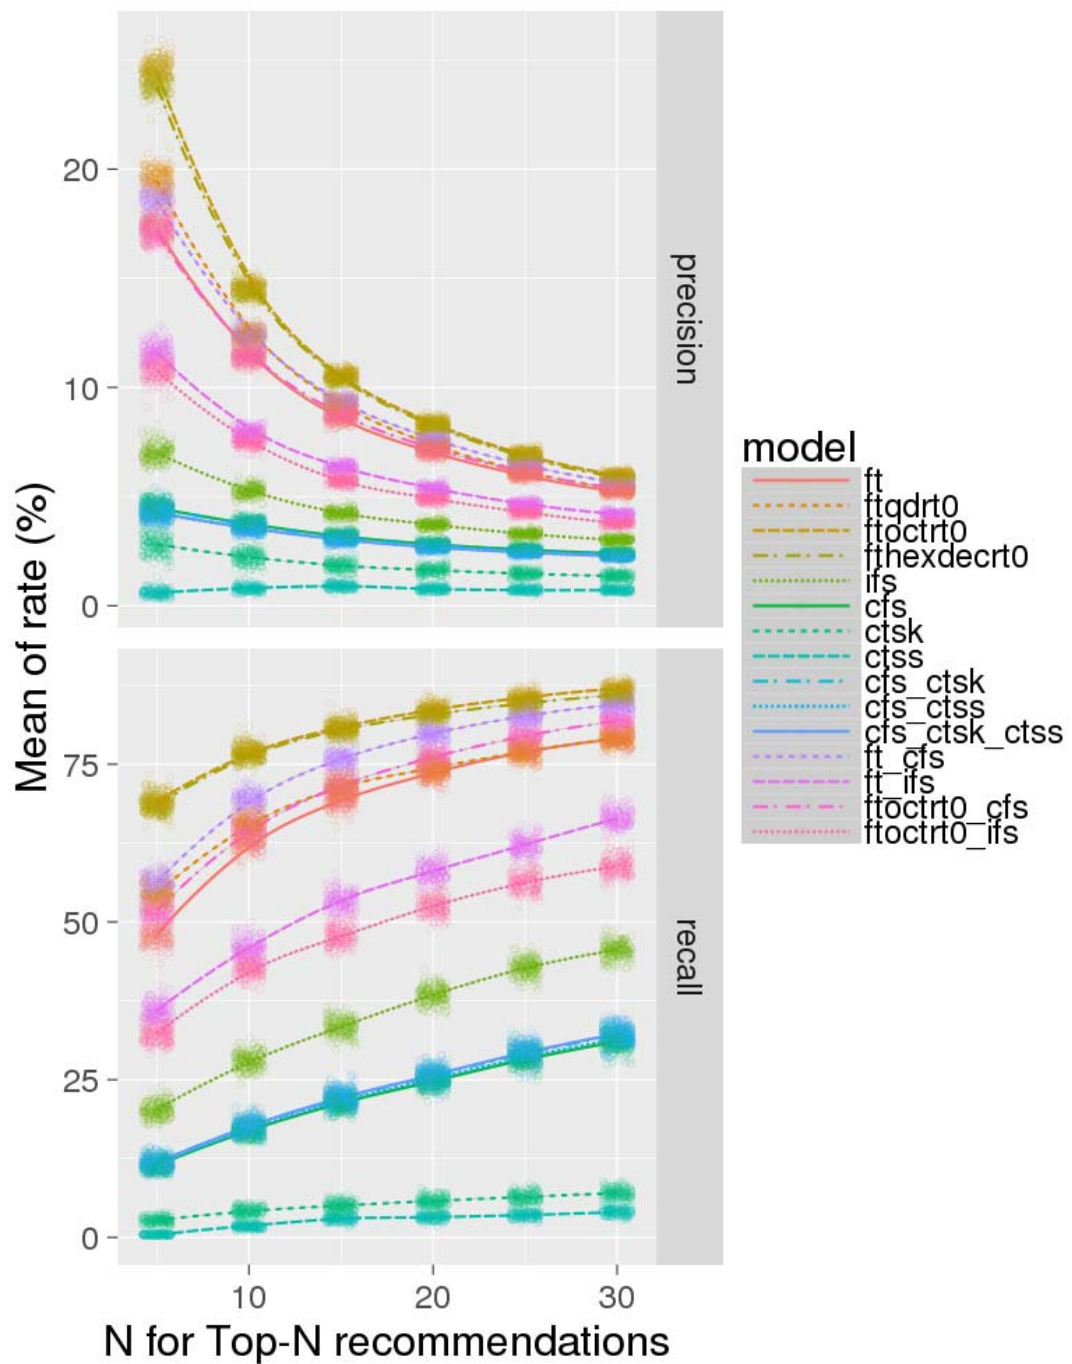 20
10
0
precision
Mean of rate (%)
75
50
25
0
recall
10 20 30
N for Top-N recommendations
model
ft
ftqdrt0
ftoctrt0
fthexdecrt0
ifs
cfs
ctsk
ctss
cfs_ctsk
cfs_ctss
cfs_ctsk_ctss
ft_cfs
ft_ifs
ftoctrt0_cfs
ftoctrt0_ifs